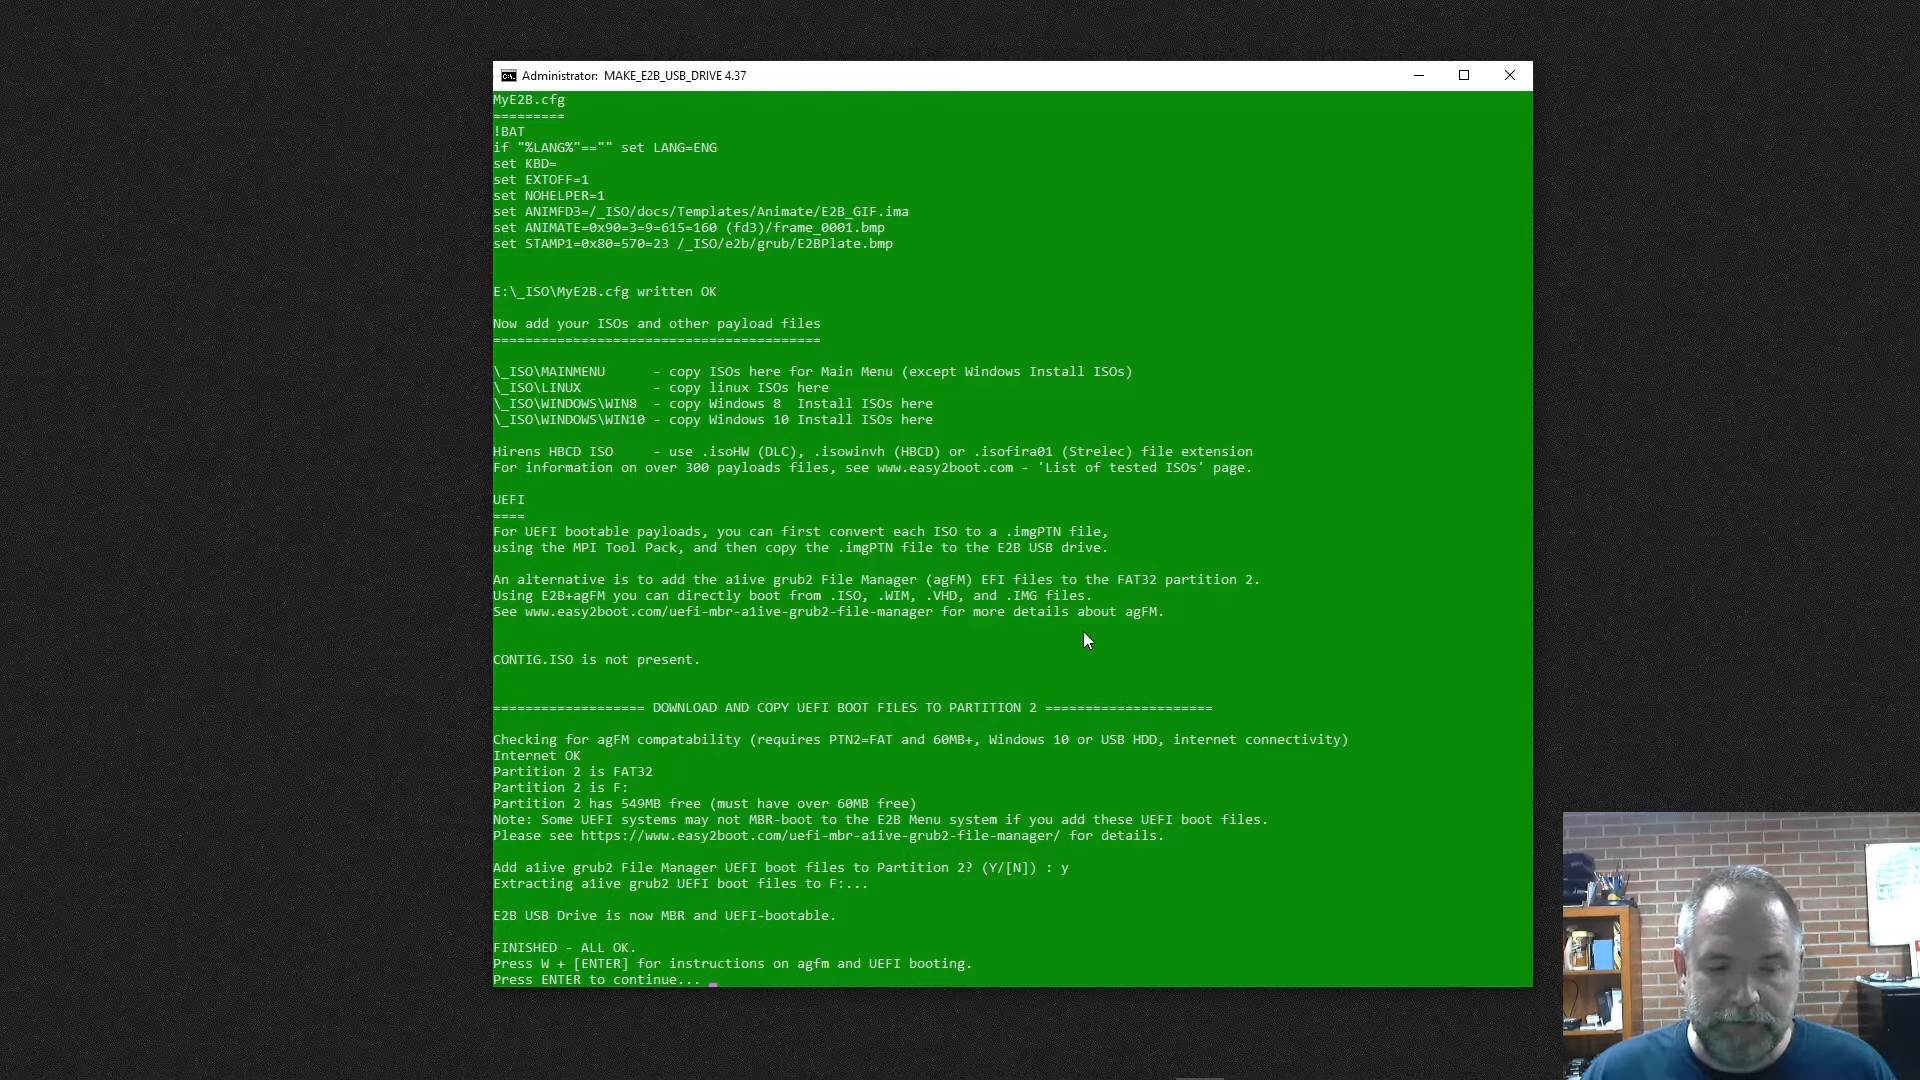 Administrator: MAKE_E2B_USB_DRIVE 4.37
MyE2B.cfg
=========
!BAT
if "%LANG%"=="" set LANG=ENG
set KBD=
set EXTOFF=1
set NOHELPER=1
set ANIMFD3=/_ISO/docs/Templates/Animate/E2B_GIF.ima
set ANIMATE=0x90=3=9=615=160 (fd3)/frame_0001.bmp
set STAMP1=0x80=570=23 /_ISO/e2b/grub/E2BPlate.bmp
E:\_ISO\MyE2B.cfg written OK
Now add your ISOs and other payload files
=========================================
\_ISO\MAINMENU      - copy ISOs here for Main Menu (except Windows Install ISOs)
\_ISO\LINUX         - copy linux ISOs here
\_ISO\WINDOWS\WIN8  - copy Windows 8  Install ISOs here
\_ISO\WINDOWS\WIN10 - copy Windows 10 Install ISOs here
Hirens HBCD ISO     - use .isoHW (DLC), .isowinvh (HBCD) or .isofira01 (Strelec) file extension
For information on over 300 payloads files, see www.easy2boot.com - 'List of tested ISOs' page.
UEFI
====
For UEFI bootable payloads, you can first convert each ISO to a .imgPTN file,
using the MPI Tool Pack, and then copy the .imgPTN file to the E2B USB drive.
An alternative is to add the a1ive grub2 File Manager (agFM) EFI files to the FAT32 partition 2.
Using E2B+agFM you can directly boot from .ISO, .WIM, .VHD, and .IMG files.
See www.easy2boot.com/uefi-mbr-a1ive-grub2-file-manager for more details about agFM.
CONTIG.ISO is not present.
=================== DOWNLOAD AND COPY UEFI BOOT FILES TO PARTITION 2 =====================
Checking for agFM compatability (requires PTN2=FAT and 60MB+, Windows 10 or USB HDD, internet connectivity)
Internet OK
Partition 2 is FAT32
Partition 2 is F:
Partition 2 has 549MB free (must have over 60MB free)
Note: Some UEFI systems may not MBR-boot to the E2B Menu system if you add these UEFI boot files.
Please see https://www.easy2boot.com/uefi-mbr-a1ive-grub2-file-manager/ for details.
Add a1ive grub2 File Manager UEFI boot files to Partition 2? (Y/[N]) : y
Extracting a1ive grub2 UEFI boot files to F:...
E2B USB Drive is now MBR and UEFI-bootable.
FINISHED - ALL OK.
Press W + [ENTER] for instructions on agfm and UEFI booting.
Press ENTER to continue...